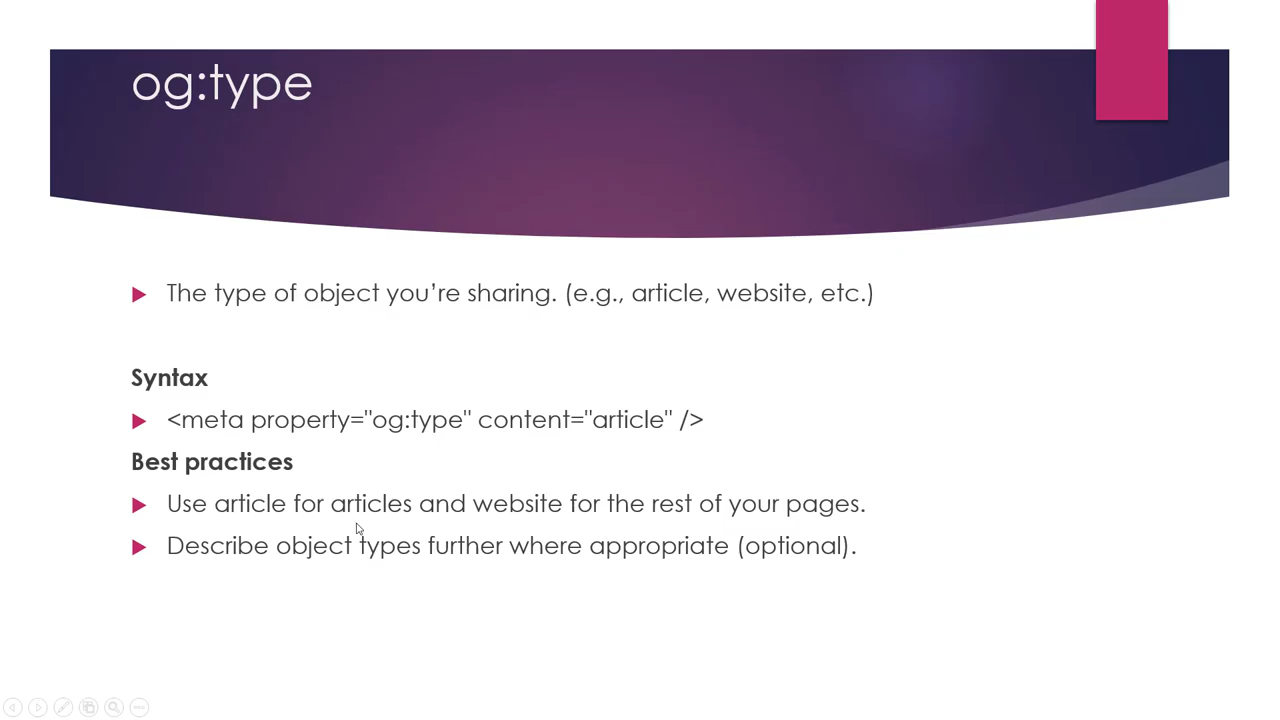 og:type
The type of object you’re sharing. (e.g., article, website, etc.)
Syntax
<meta property="og:type" content="article" />
Best practices
Use article for articles and website for the rest of your pages.
Describe object types further where appropriate (optional).